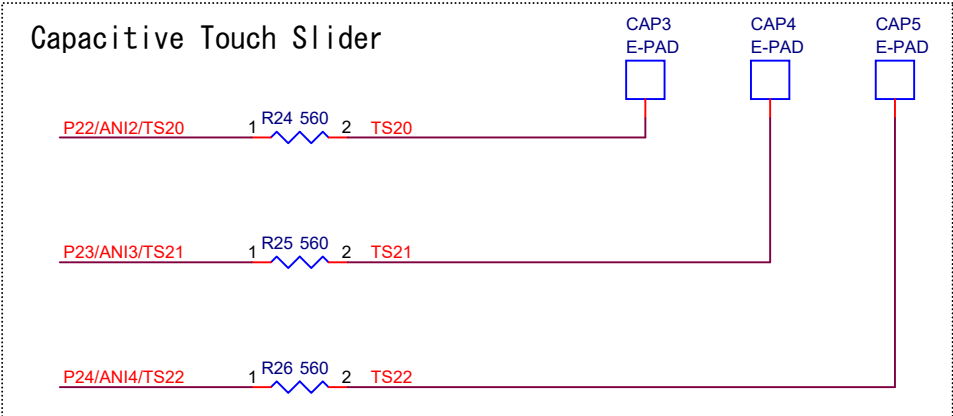 Capacitive Touch Slider
CAP3
E-PAD
CAP4
E-PAD
CAP5
E-PAD
P22/ANI2/TS20 1 R24 560 2 TS20
P23/ANI3/TS21 1 R25 560 2 TS21
P24/ANI4/TS22 1 R26 560 2 TS22